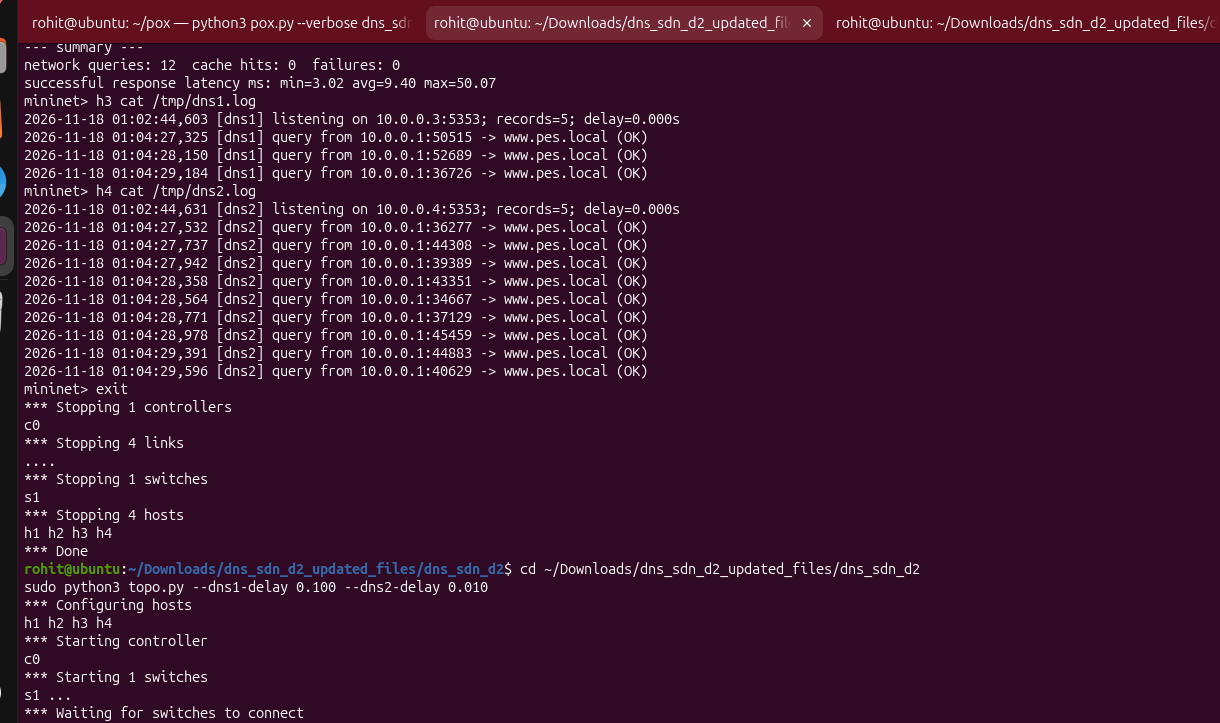 rohit@ubuntu: ~/pox — python3 pox.py --verbose dns_sdn
rohit@ubuntu: ~/Downloads/dns_sdn_d2_updated_fil
rohit@ubuntu: ~/Downloads/dns_sdn_d2_updated_files/
--- summary ---
network queries: 12  cache hits: 0  failures: 0
successful response latency ms: min=3.02 avg=9.40 max=50.07
mininet> h3 cat /tmp/dns1.log
2026-11-18 01:02:44,603 [dns1] listening on 10.0.0.3:5353; records=5; delay=0.000s
2026-11-18 01:04:27,325 [dns1] query from 10.0.0.1:50515 -> www.pes.local (OK)
2026-11-18 01:04:28,150 [dns1] query from 10.0.0.1:52689 -> www.pes.local (OK)
2026-11-18 01:04:29,184 [dns1] query from 10.0.0.1:36726 -> www.pes.local (OK)
mininet> h4 cat /tmp/dns2.log
2026-11-18 01:02:44,631 [dns2] listening on 10.0.0.4:5353; records=5; delay=0.000s
2026-11-18 01:04:27,532 [dns2] query from 10.0.0.1:36277 -> www.pes.local (OK)
2026-11-18 01:04:27,737 [dns2] query from 10.0.0.1:44308 -> www.pes.local (OK)
2026-11-18 01:04:27,942 [dns2] query from 10.0.0.1:39389 -> www.pes.local (OK)
2026-11-18 01:04:28,358 [dns2] query from 10.0.0.1:43351 -> www.pes.local (OK)
2026-11-18 01:04:28,564 [dns2] query from 10.0.0.1:34667 -> www.pes.local (OK)
2026-11-18 01:04:28,771 [dns2] query from 10.0.0.1:37129 -> www.pes.local (OK)
2026-11-18 01:04:28,978 [dns2] query from 10.0.0.1:45459 -> www.pes.local (OK)
2026-11-18 01:04:29,391 [dns2] query from 10.0.0.1:44883 -> www.pes.local (OK)
2026-11-18 01:04:29,596 [dns2] query from 10.0.0.1:40629 -> www.pes.local (OK)
mininet> exit
*** Stopping 1 controllers
c0
*** Stopping 4 links
....
*** Stopping 1 switches
s1
*** Stopping 4 hosts
h1 h2 h3 h4
*** Done
rohit@ubuntu:~/Downloads/dns_sdn_d2_updated_files/dns_sdn_d2$ cd ~/Downloads/dns_sdn_d2_updated_files/dns_sdn_d2
sudo python3 topo.py --dns1-delay 0.100 --dns2-delay 0.010
*** Configuring hosts
h1 h2 h3 h4
*** Starting controller
c0
*** Starting 1 switches
s1 ...
*** Waiting for switches to connect